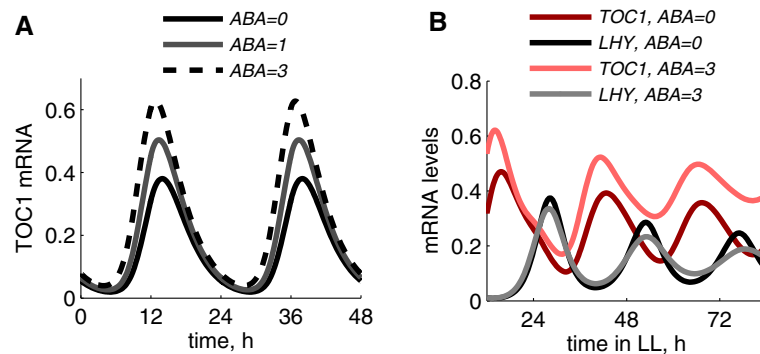 A
ABA=0
ABA=1
ABA=3
TOC1 mRNA
0.6
0.4
0.2
0
0 12 24 36 48
time, h
B
TOC1, ABA=0
LHY, ABA=0
TOC1, ABA=3
LHY, ABA=3
mRNA levels
0.8
0.6
0.4
0.2
0
24 48 72
time in LL, h